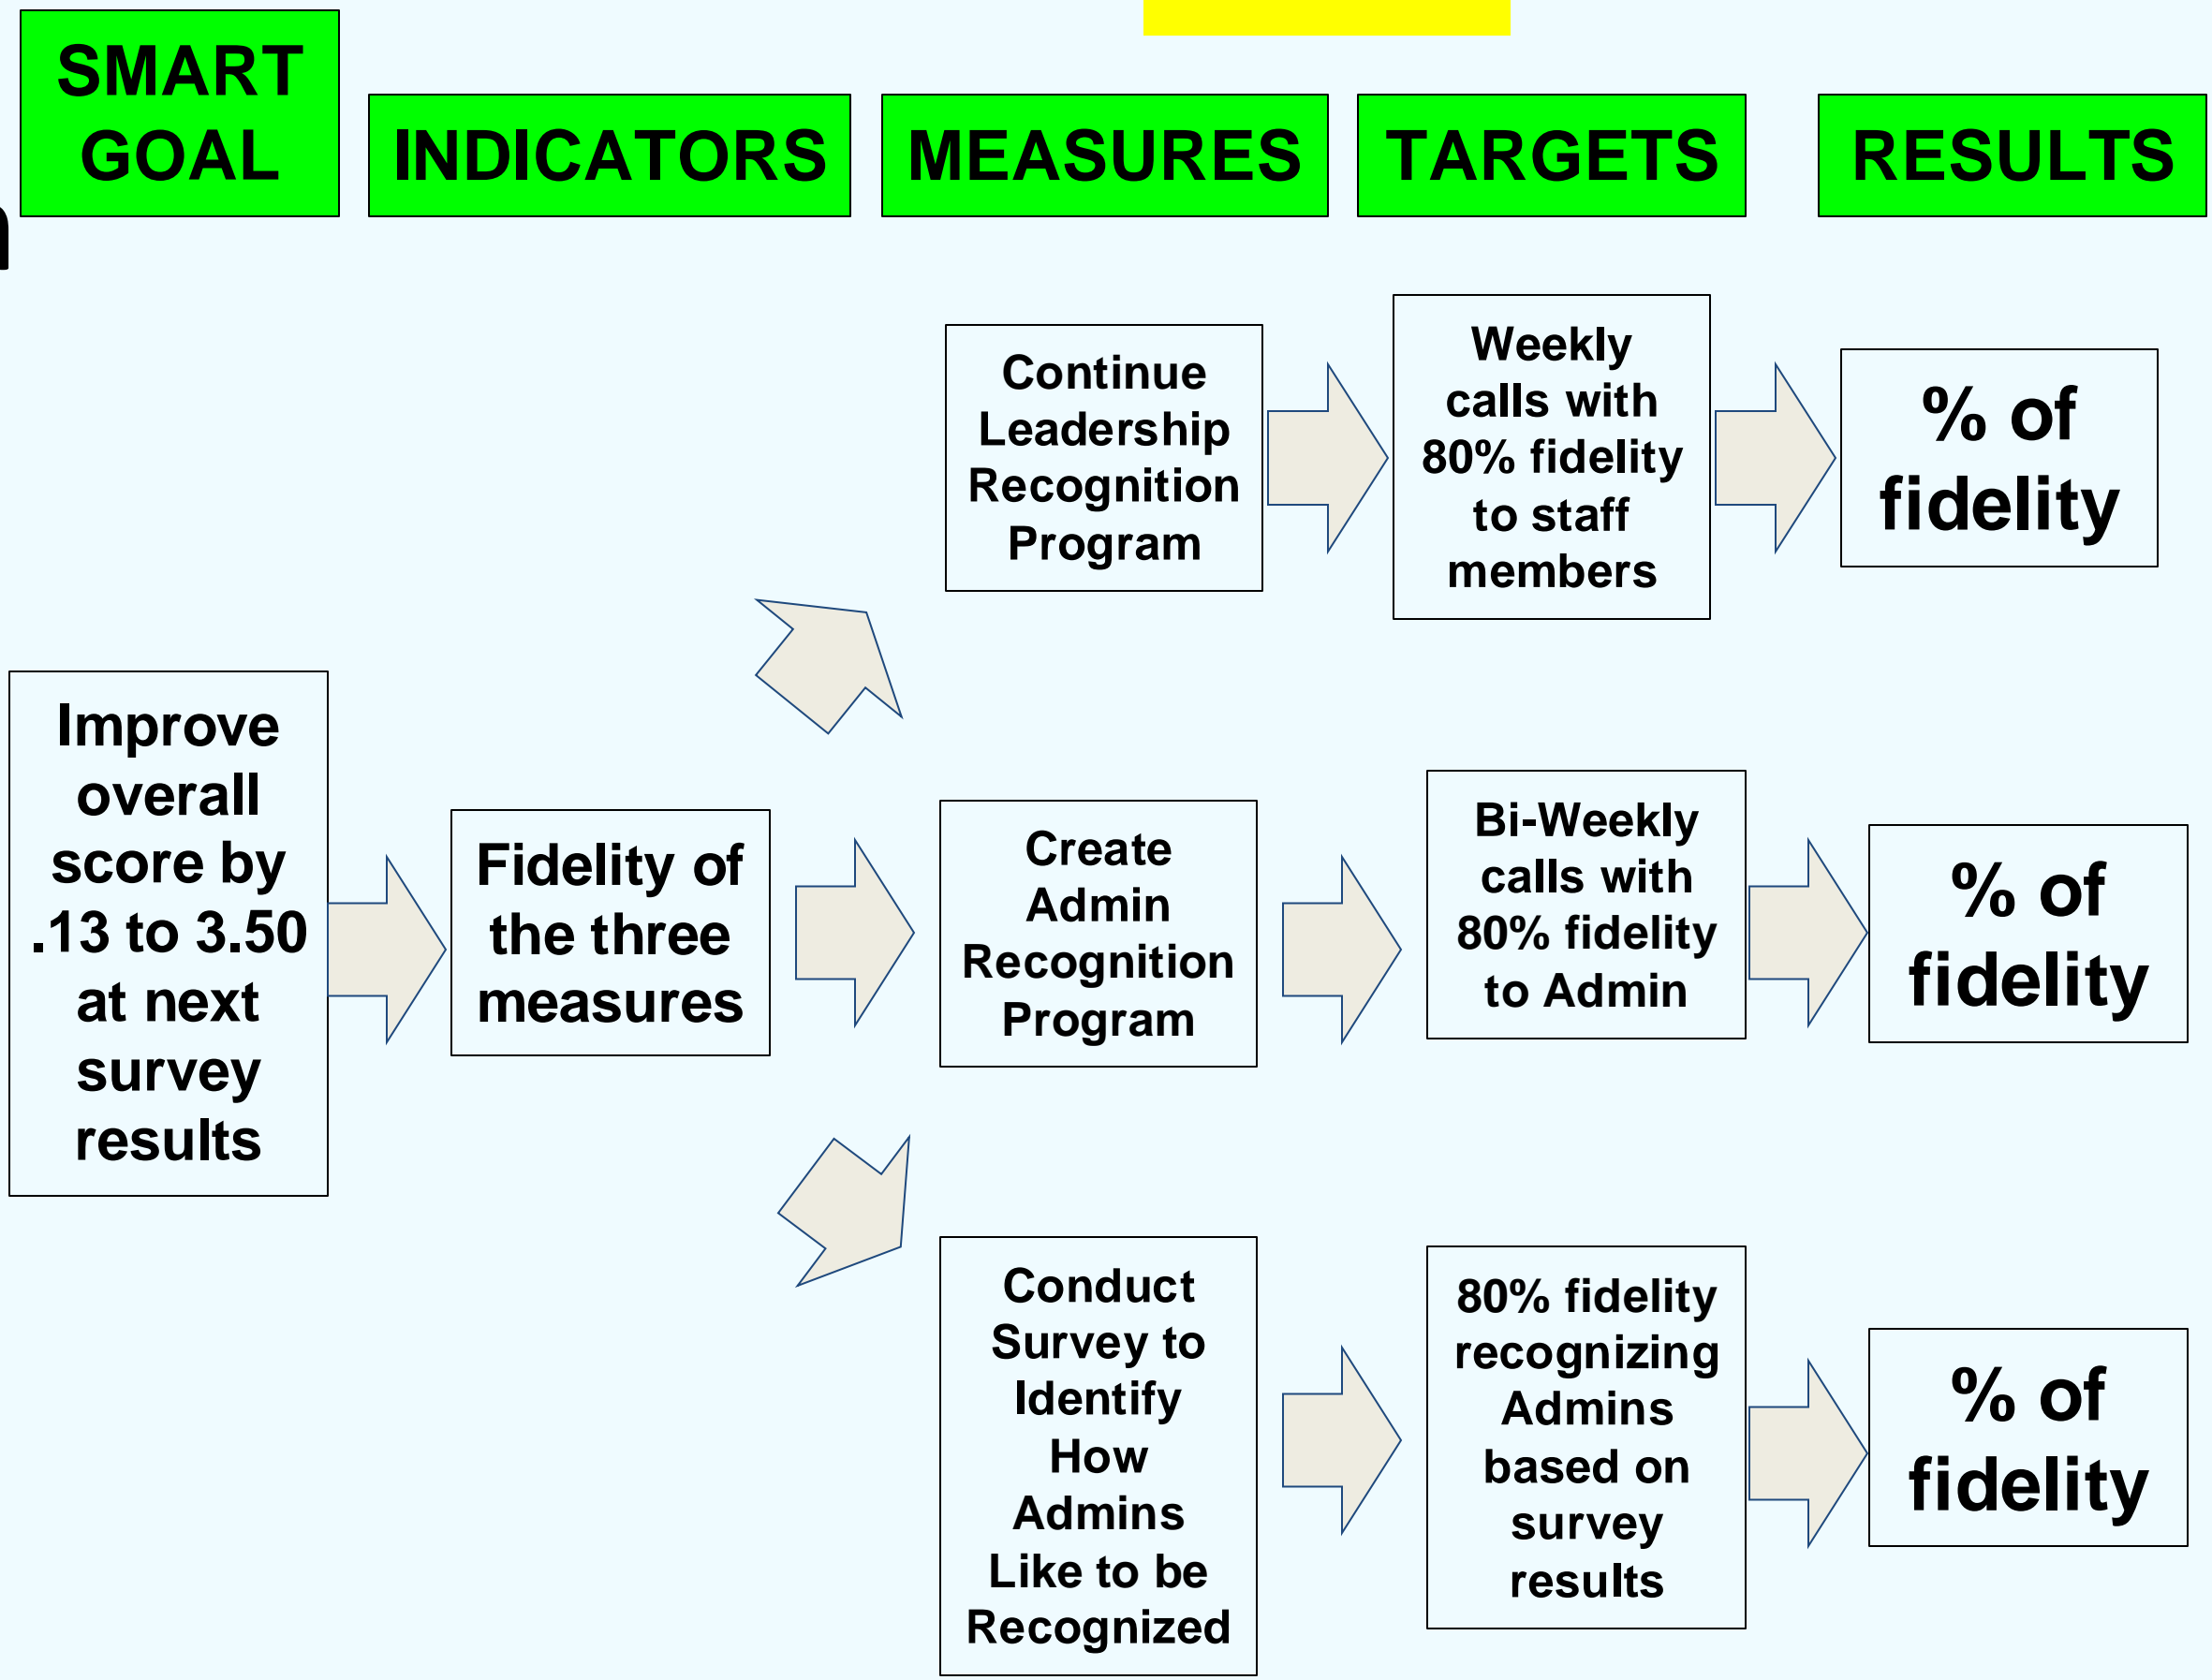 SMART
GOAL
INDICATORS
MEASURES
TARGETS
RESULTS
Improve
overall
score by
.13 to 3.50
at next
survey
results
Fidelity of
the three
measures
Continue
Leadership
Recognition
Program
Weekly
calls with
80% fidelity
to staff
members
% of
fidelity
Create
Admin
Recognition
Program
Bi-Weekly
calls with
80% fidelity
to Admin
% of
fidelity
Conduct
Survey to
Identify
How
Admins
Like to be
Recognized
80% fidelity
recognizing
Admins
based on
survey
results
% of
fidelity